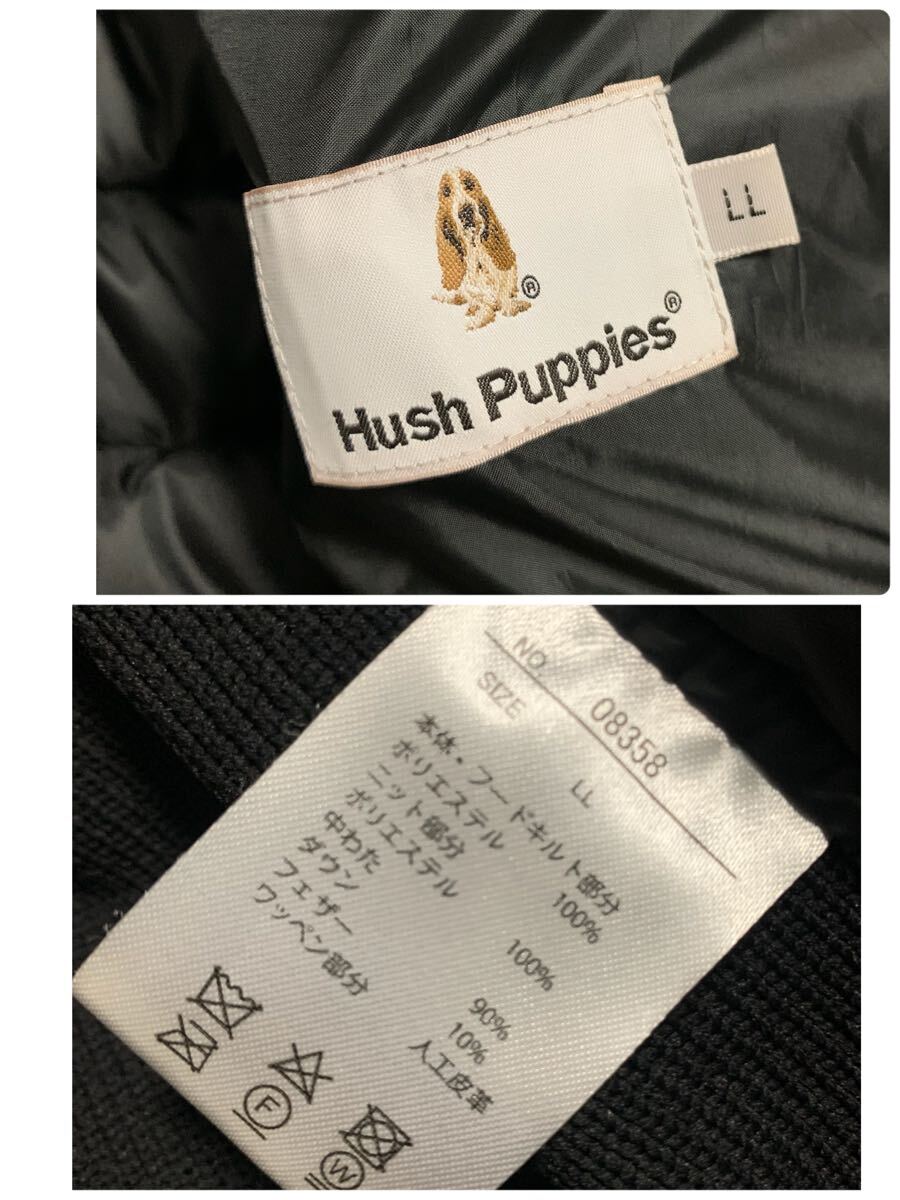 ®
Hush Puppies®
LL
NO 08358
SIZE LL
本体・フードキルト部分
ポリエステル 100%
ニット部分
ポリエステル 100%
中わた
ダウン 90%
フェザー 10%
ワッペン部分 人工皮革
F
W